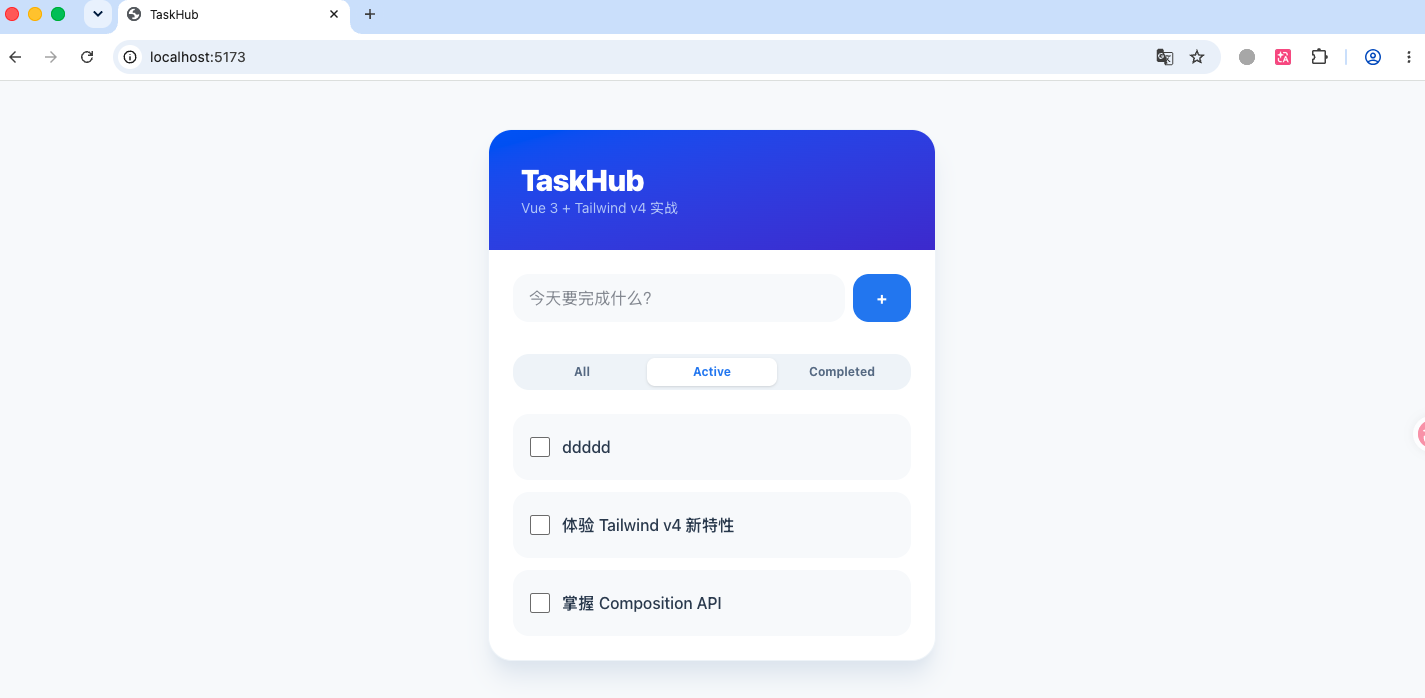 TaskHub
localhost:5173
TaskHub
Vue 3 + Tailwind v4 实战
今天要完成什么?
+
All
Active
Completed
ddddd
体验 Tailwind v4 新特性
掌握 Composition API